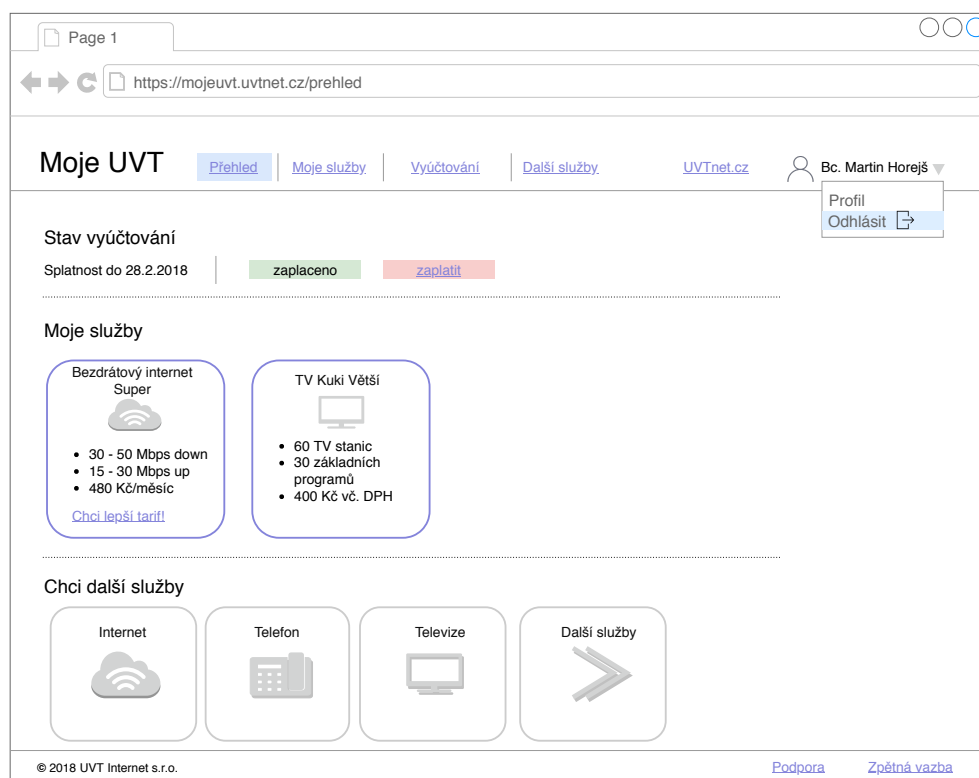 Page 1
https://mojeuvt.uvtnet.cz/prehled
Moje UVT Přehled Moje služby Vyúčtování Další služby UVTnet.cz Bc. Martin Horejš
Profil
Odhlásit
Stav vyúčtování
Splatnost do 28.2.2018 zaplaceno zaplatit
Moje služby
Bezdrátový internet
Super
• 30 - 50 Mbps down
• 15 - 30 Mbps up
• 480 Kč/měsíc
Chci lepší tarif!
TV Kuki Větší
• 60 TV stanic
• 30 základních
programů
• 400 Kč vč. DPH
Chci další služby
Internet Telefon Televize Další služby
© 2018 UVT Internet s.r.o. Podpora Zpětná vazba